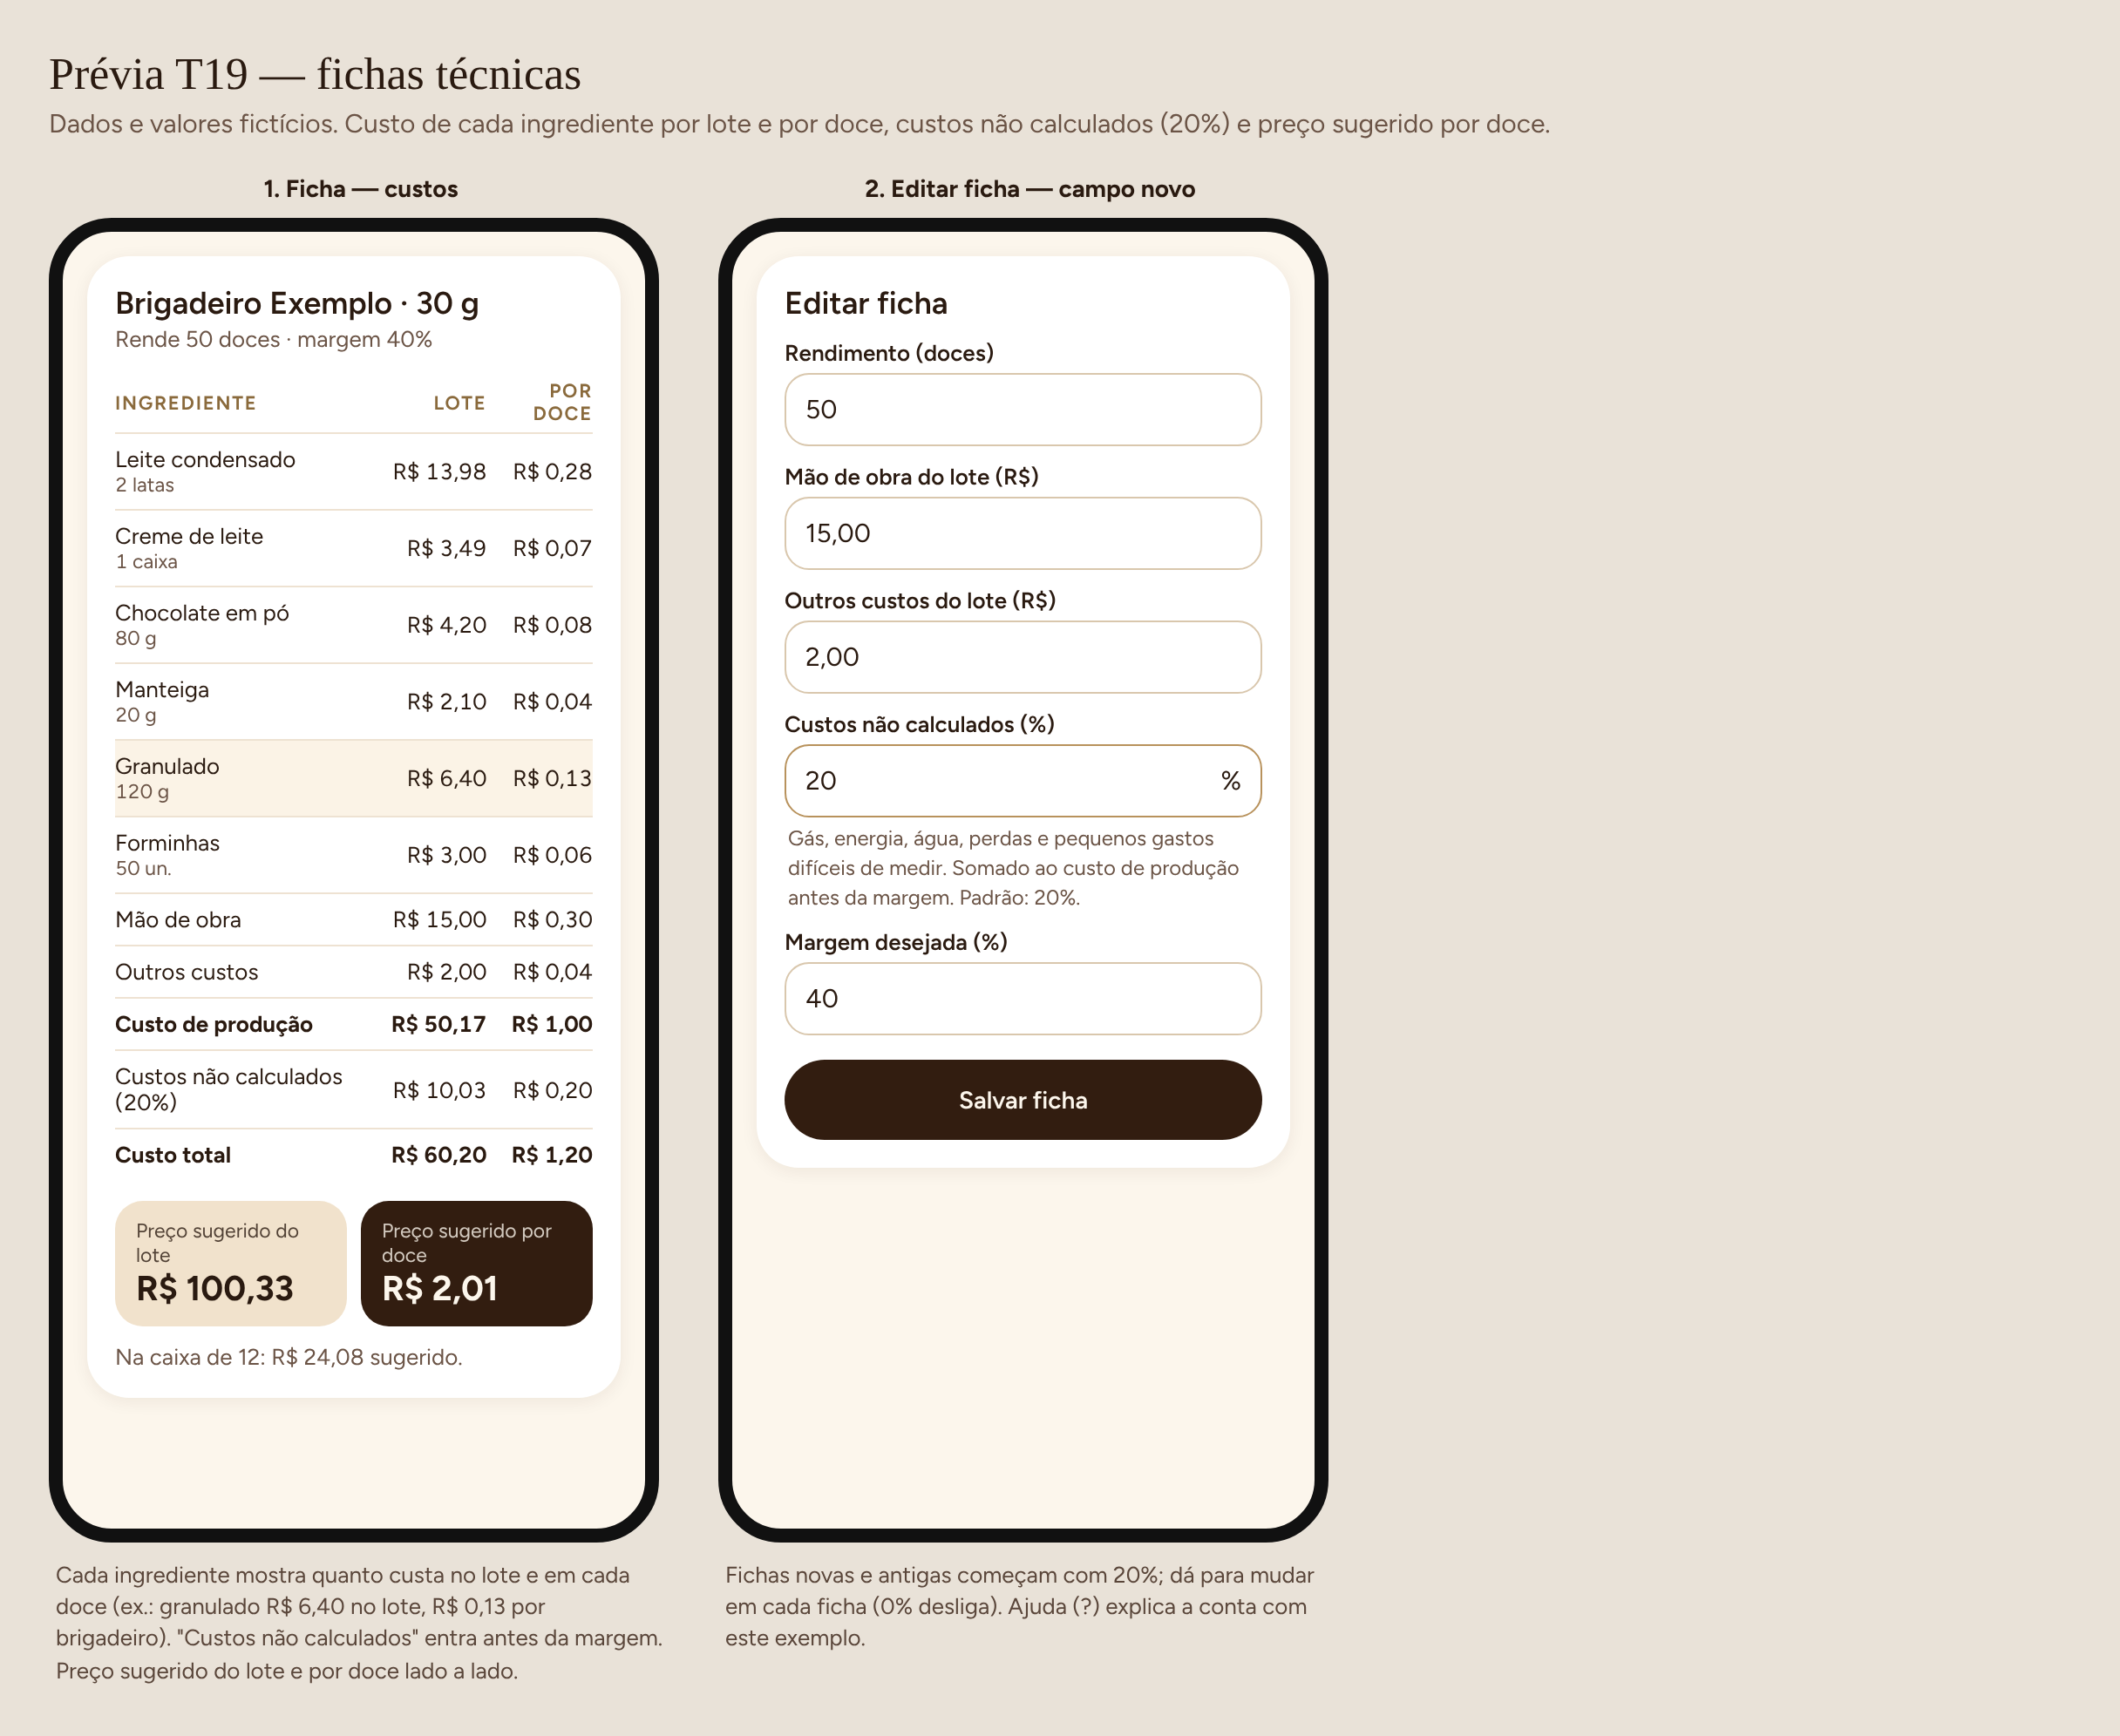 Prévia T19 — fichas técnicas
Dados e valores fictícios. Custo de cada ingrediente por lote e por doce, custos não calculados (20%) e preço sugerido por doce.
1. Ficha — custos
Brigadeiro Exemplo · 30 g
Rende 50 doces · margem 40%
INGREDIENTE LOTE POR DOCE
Leite condensado R$ 13,98 R$ 0,28
2 latas
Creme de leite R$ 3,49 R$ 0,07
1 caixa
Chocolate em pó R$ 4,20 R$ 0,08
80 g
Manteiga R$ 2,10 R$ 0,04
20 g
Granulado R$ 6,40 R$ 0,13
120 g
Forminhas R$ 3,00 R$ 0,06
50 un.
Mão de obra R$ 15,00 R$ 0,30
Outros custos R$ 2,00 R$ 0,04
Custo de produção R$ 50,17 R$ 1,00
Custos não calculados R$ 10,03 R$ 0,20
(20%)
Custo total R$ 60,20 R$ 1,20
Preço sugerido do
lote
R$ 100,33
Preço sugerido por
doce
R$ 2,01
Na caixa de 12: R$ 24,08 sugerido.
Cada ingrediente mostra quanto custa no lote e em cada
doce (ex.: granulado R$ 6,40 no lote, R$ 0,13 por
brigadeiro). "Custos não calculados" entra antes da margem.
Preço sugerido do lote e por doce lado a lado.
2. Editar ficha — campo novo
Editar ficha
Rendimento (doces)
50
Mão de obra do lote (R$)
15,00
Outros custos do lote (R$)
2,00
Custos não calculados (%)
20 %
Gás, energia, água, perdas e pequenos gastos
difíceis de medir. Somado ao custo de produção
antes da margem. Padrão: 20%.
Margem desejada (%)
40
Salvar ficha
Fichas novas e antigas começam com 20%; dá para mudar
em cada ficha (0% desliga). Ajuda (?) explica a conta com
este exemplo.